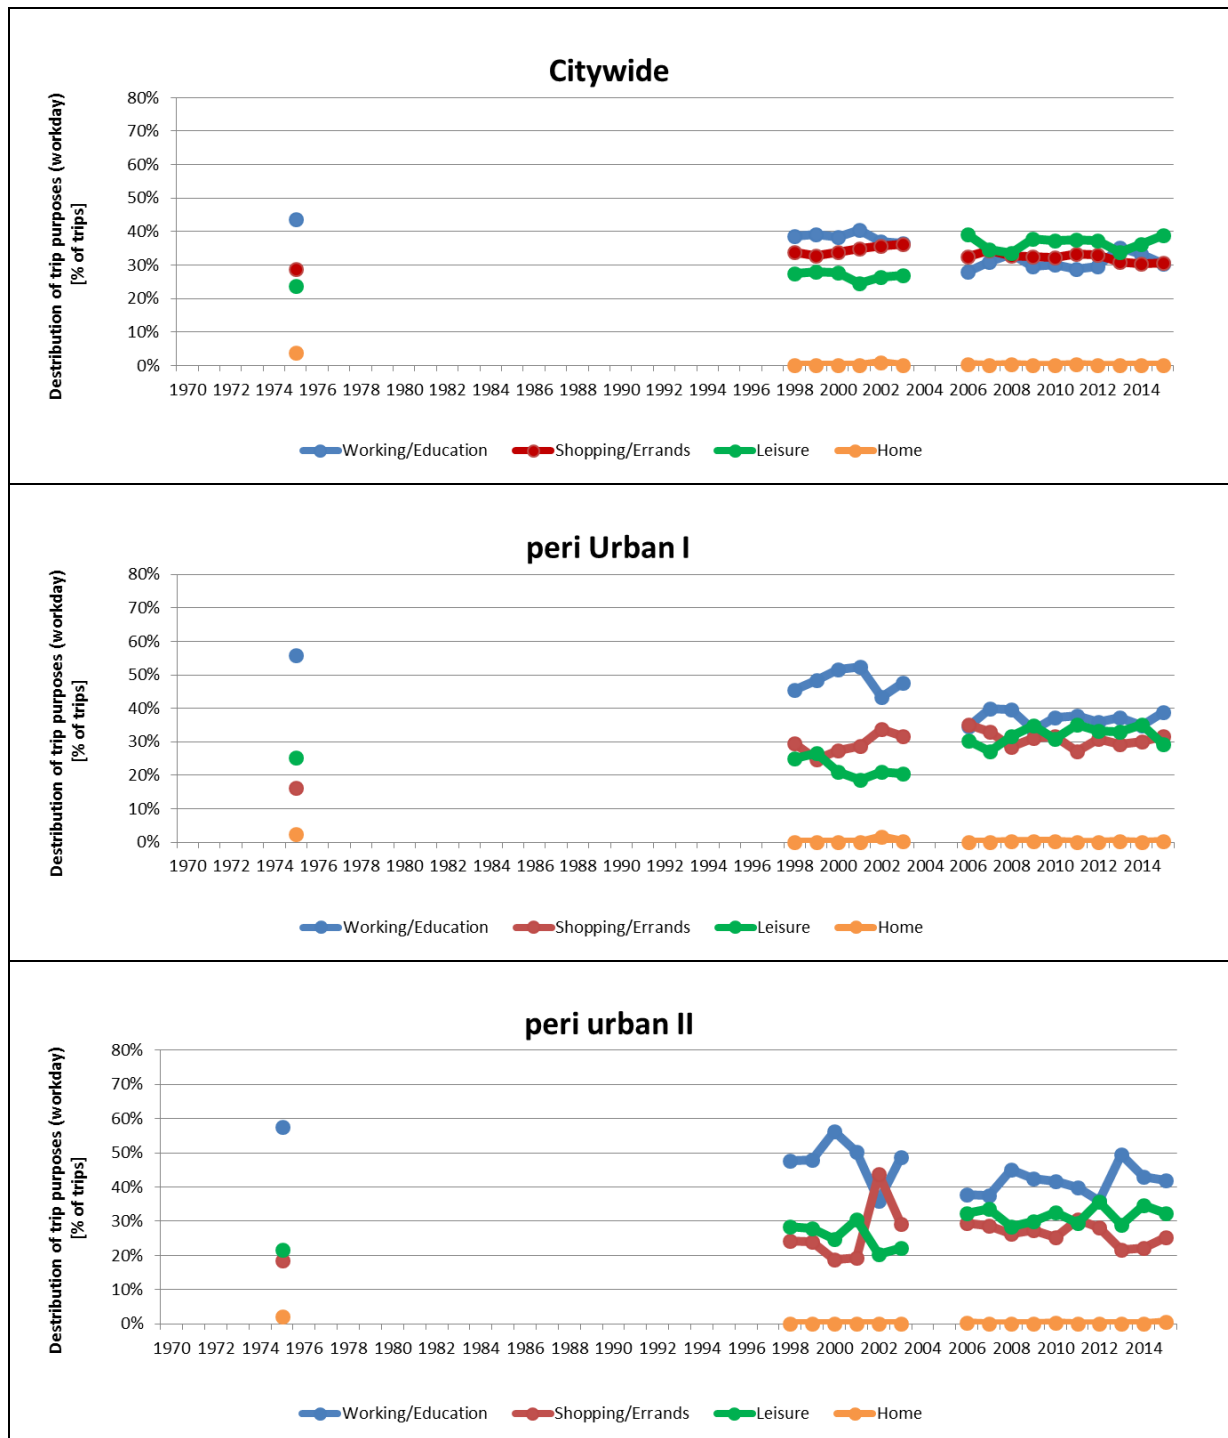 Citywide
Destribution of trip purposes (workday)
[% of trips]
80%
70%
60%
50%
40%
30%
20%
10%
0%
1970 1972 1974 1976 1978 1980 1982 1984 1986 1988 1990 1992 1994 1996 1998 2000 2002 2004 2006 2008 2010 2012 2014
Working/Education Shopping/Errands Leisure Home
peri Urban I
Destribution of trip purposes (workday)
[% of trips]
80%
70%
60%
50%
40%
30%
20%
10%
0%
1970 1972 1974 1976 1978 1980 1982 1984 1986 1988 1990 1992 1994 1996 1998 2000 2002 2004 2006 2008 2010 2012 2014
Working/Education Shopping/Errands Leisure Home
peri urban II
Destribution of trip purposes (workday)
[% of trips]
80%
70%
60%
50%
40%
30%
20%
10%
0%
1970 1972 1974 1976 1978 1980 1982 1984 1986 1988 1990 1992 1994 1996 1998 2000 2002 2004 2006 2008 2010 2012 2014
Working/Education Shopping/Errands Leisure Home